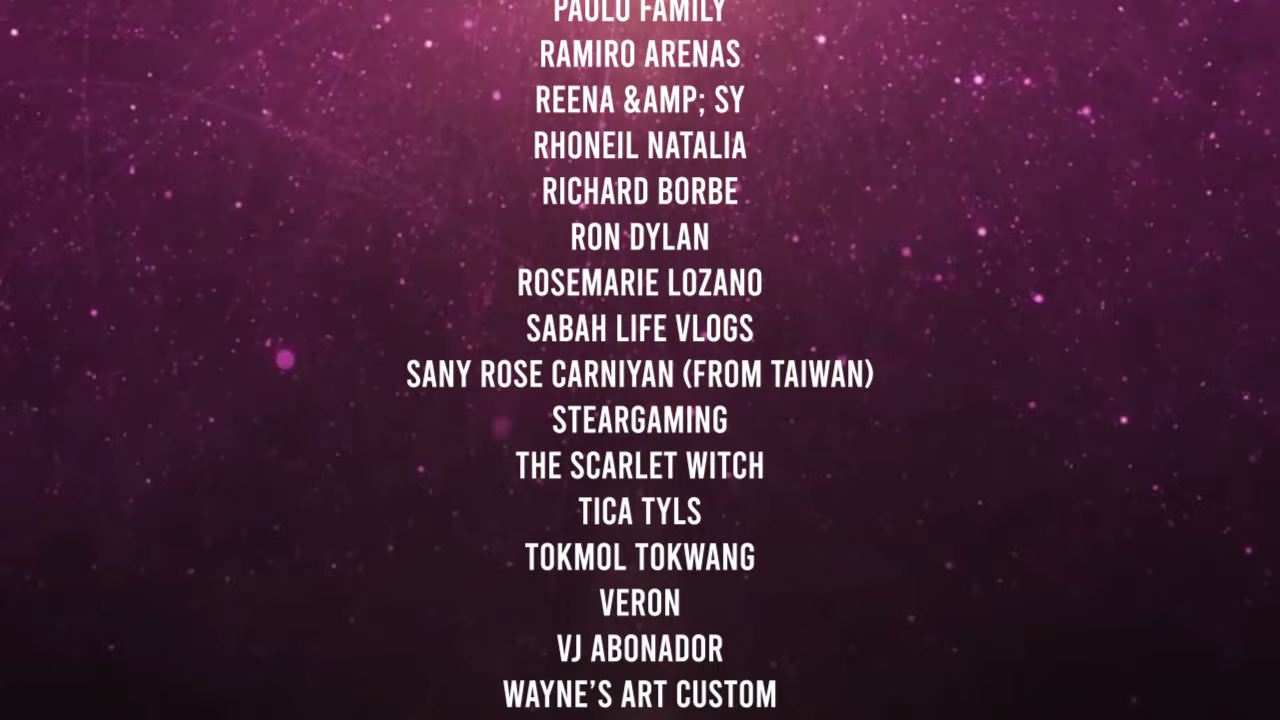 PAULO FAMILY
RAMIRO ARENAS
REENA &AMP; SY
RHONEIL NATALIA
RICHARD BORBE
RON DYLAN
ROSEMARIE LOZANO
SABAH LIFE VLOGS
SANY ROSE CARNIYAN (FROM TAIWAN)
STEARGAMING
THE SCARLET WITCH
TICA TYLS
TOKMOL TOKWANG
VERON
VJ ABONADOR
WAYNE’S ART CUSTOM